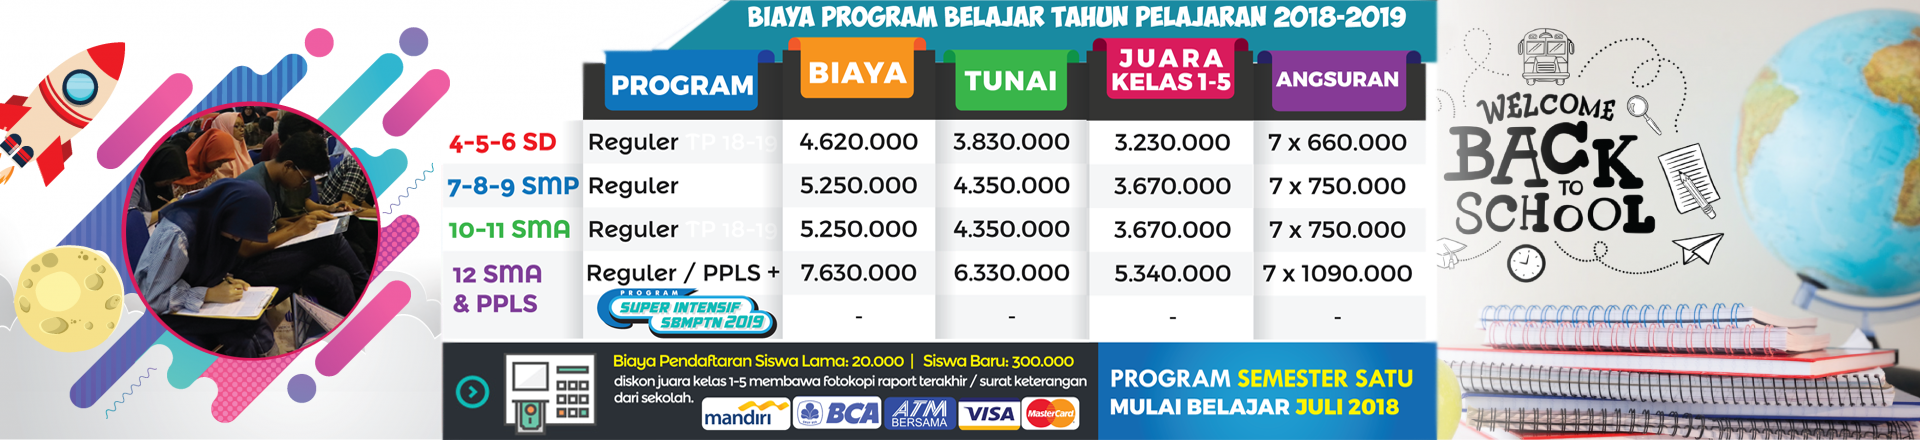 BIAYA PROGRAM BELAJAR TAHUN PELAJARAN 2018-2019
PROGRAM BIAYA TUNAI JUARA KELAS 1-5 ANGSURAN
4-5-6 SD Reguler TP 18-19 4.620.000 3.830.000 3.230.000 7 x 660.000
7-8-9 SMP Reguler 5.250.000 4.350.000 3.670.000 7 x 750.000
10-11 SMA Reguler TP 18-19 5.250.000 4.350.000 3.670.000 7 x 750.000
12 SMA & PPLS Reguler / PPLS + 7.630.000 6.330.000 5.340.000 7 x 1090.000
PROGRAM
SUPER INTENSIF
SBMPTN 2019 - - - -
Biaya Pendaftaran Siswa Lama: 20.000 | Siswa Baru: 300.000
diskon juara kelas 1-5 membawa fotokopi raport terakhir / surat keterangan
dari sekolah.
mandiri BCA ATM BERSAMA VISA MasterCard
PROGRAM SEMESTER SATU
MULAI BELAJAR JULI 2018
WELCOME
BACK
TO
SCHOOL